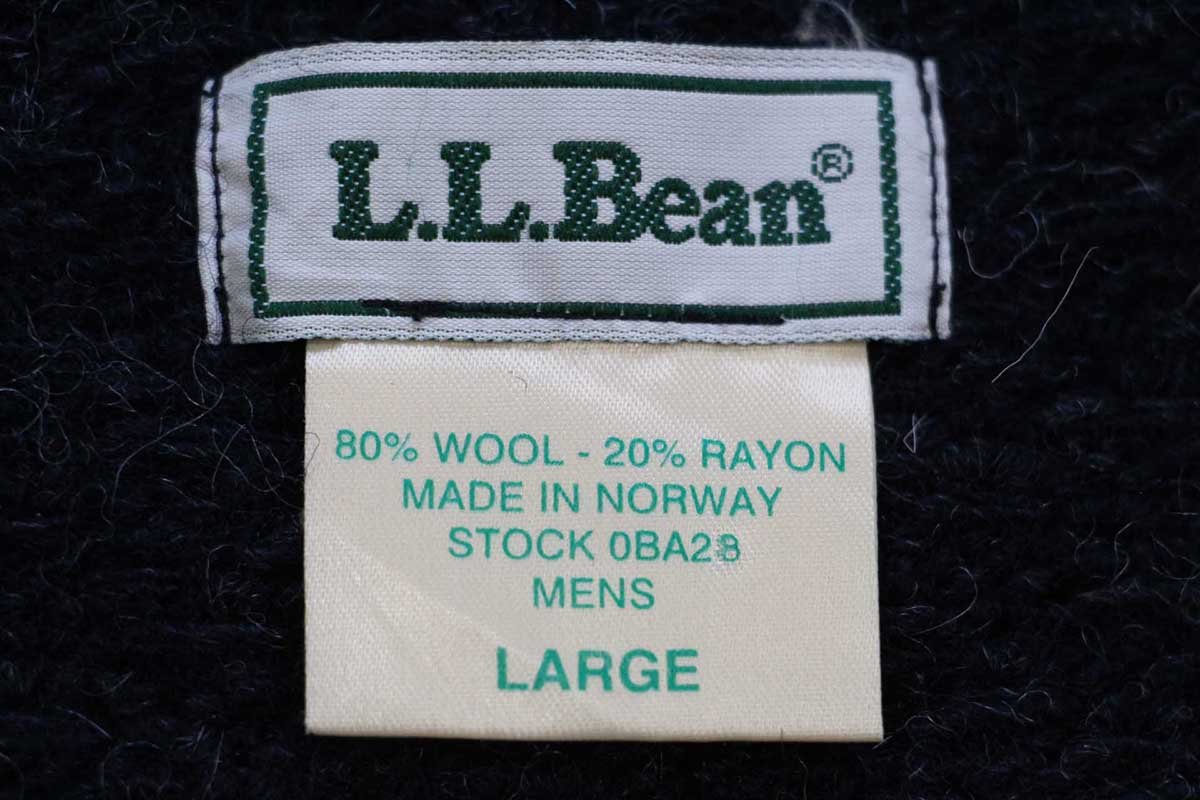 L.L.Bean®
80% WOOL - 20% RAYON
MADE IN NORWAY
STOCK 0BA28
MENS
LARGE